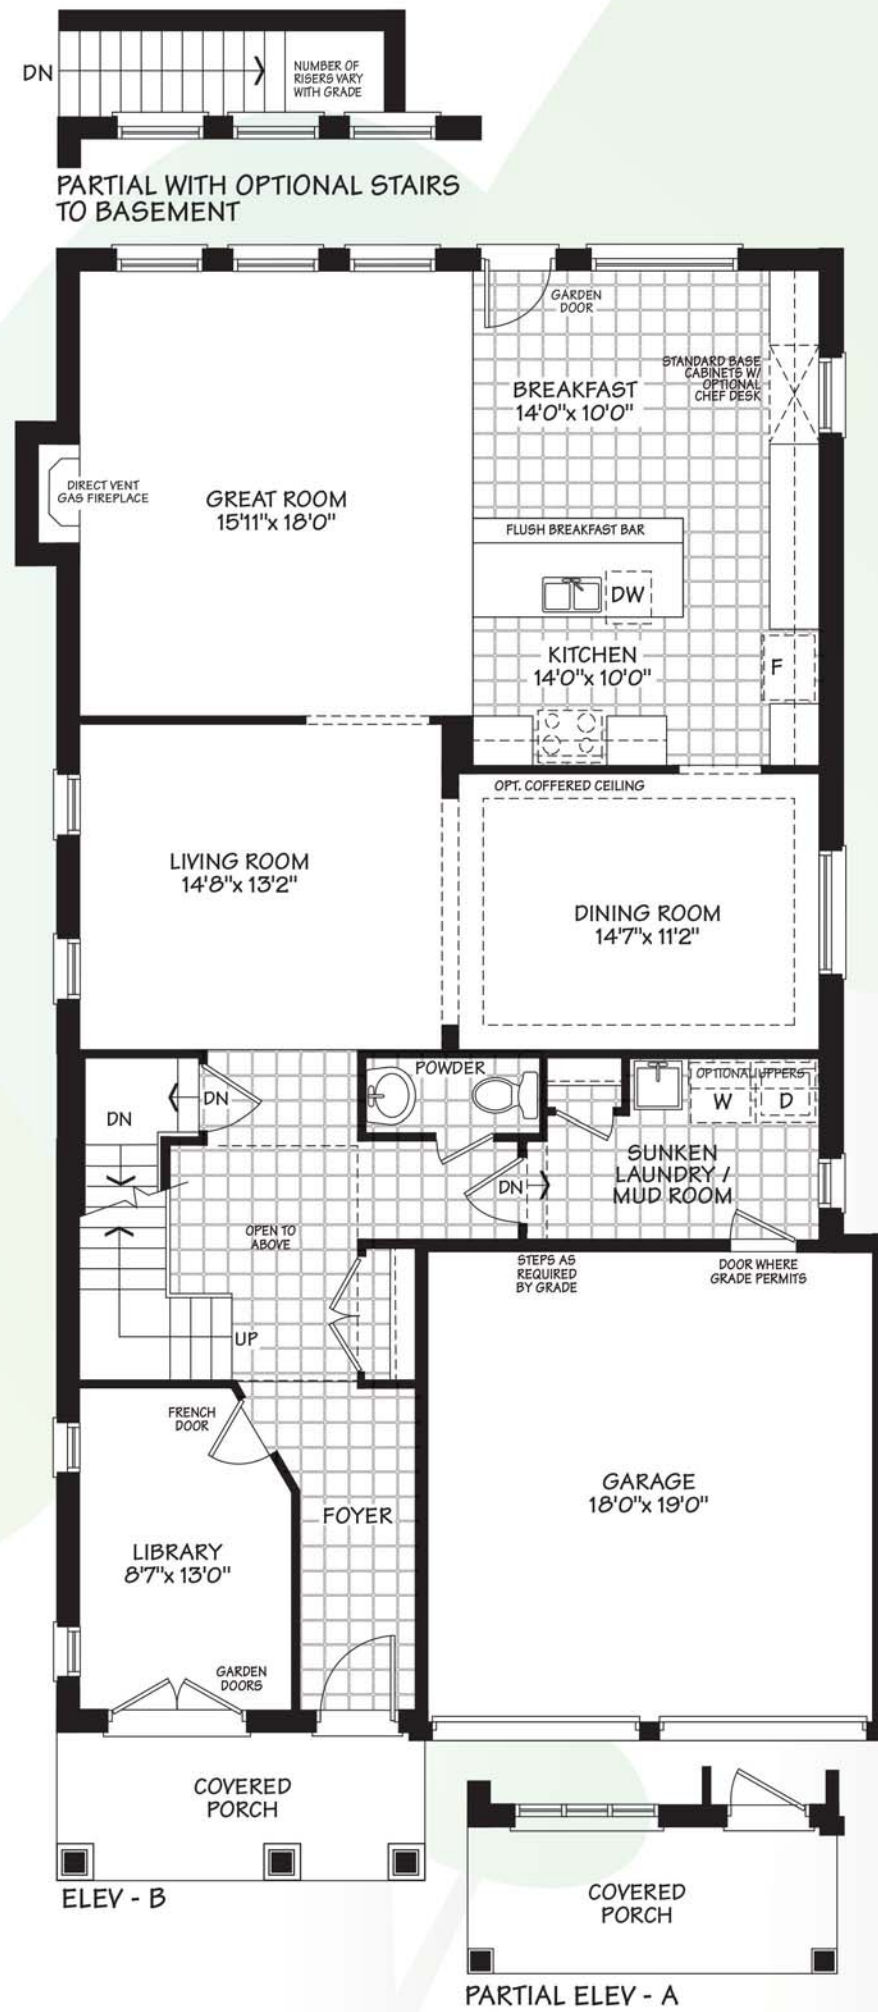 DN
NUMBER OF
RISERS VARY
WITH GRADE
PARTIAL WITH OPTIONAL STAIRS
TO BASEMENT
GARDEN
DOOR
STANDARD BASE
CABINETS W/
OPTIONAL
CHEF DESK
BREAKFAST
14'0"x 10'0"
DIRECT VENT
GAS FIREPLACE
GREAT ROOM
15'11"x 18'0"
FLUSH BREAKFAST BAR
DW
KITCHEN
14'0"x 10'0"
F
OPT. COFFERED CEILING
LIVING ROOM
14'8"x 13'2"
DINING ROOM
14'7"x 11'2"
POWDER
OPTIONAL UPPERS
W
D
DN
DN
SUNKEN
LAUNDRY /
MUD ROOM
DN
OPEN TO
ABOVE
STEPS AS
REQUIRED
BY GRADE
DOOR WHERE
GRADE PERMITS
UP
FRENCH
DOOR
GARAGE
18'0"x 19'0"
FOYER
LIBRARY
8'7"x 13'0"
GARDEN
DOORS
COVERED
PORCH
ELEV - B
COVERED
PORCH
PARTIAL ELEV - A